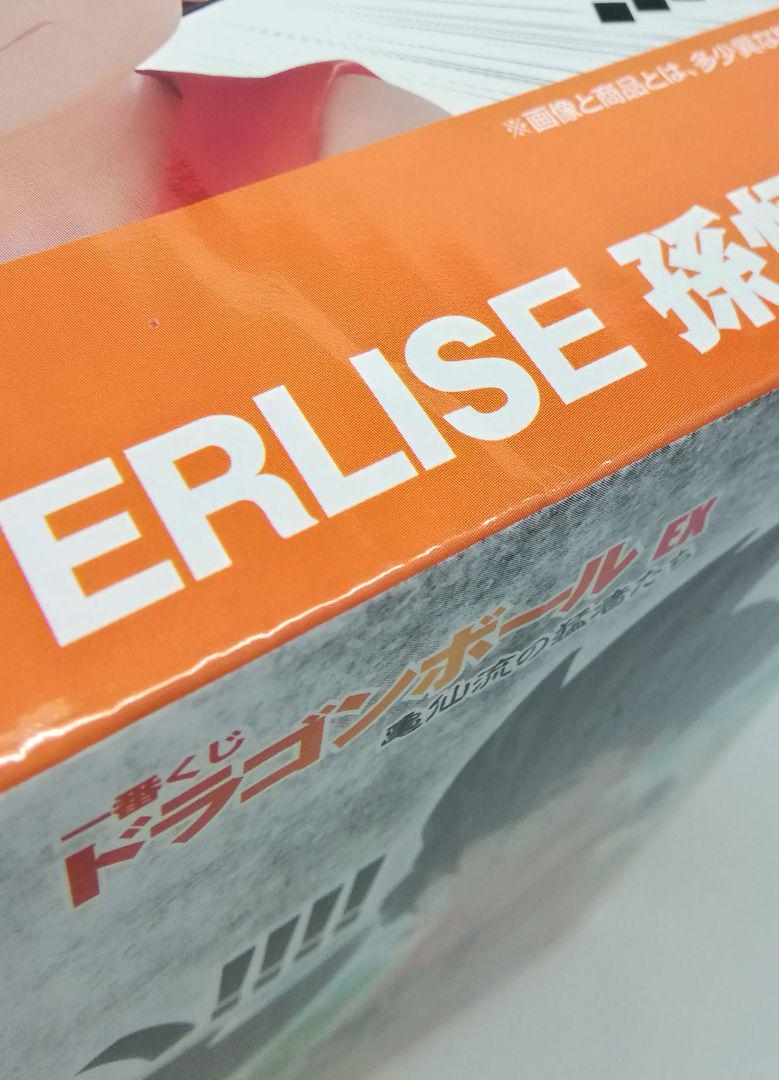 ※画像と商品とは、多少異な
ERLISE 孫悟
一番くじ
ドラゴンボール EX
亀仙流の猛者たち
!!!!